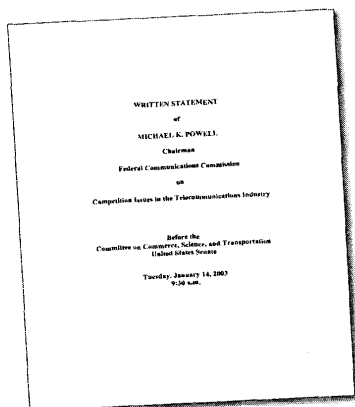 WRITTEN STATEMENT
of
MICHAEL K. POWELL
Chairman
Federal Communications Commission
on
Competition Issues in the Telecommunications Industry
Before the
Committee on Commerce, Science, and Transportation
United States Senate
Tuesday, January 14, 2003
9:30 a.m.